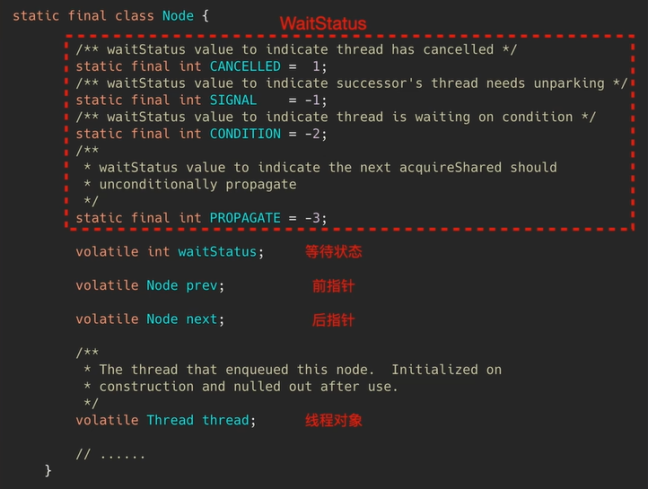 static final class Node {
WaitStatus
/** waitStatus value to indicate thread has cancelled */
static final int CANCELLED =  1;
/** waitStatus value to indicate successor's thread needs unparking */
static final int SIGNAL    = -1;
/** waitStatus value to indicate thread is waiting on condition */
static final int CONDITION = -2;
/**
 * waitStatus value to indicate the next acquireShared should
 * unconditionally propagate
 */
static final int PROPAGATE = -3;
volatile int waitStatus; 等待状态
volatile Node prev; 前指针
volatile Node next; 后指针
/**
 * The thread that enqueued this node.  Initialized on
 * construction and nulled out after use.
 */
volatile Thread thread; 线程对象
// ......
}